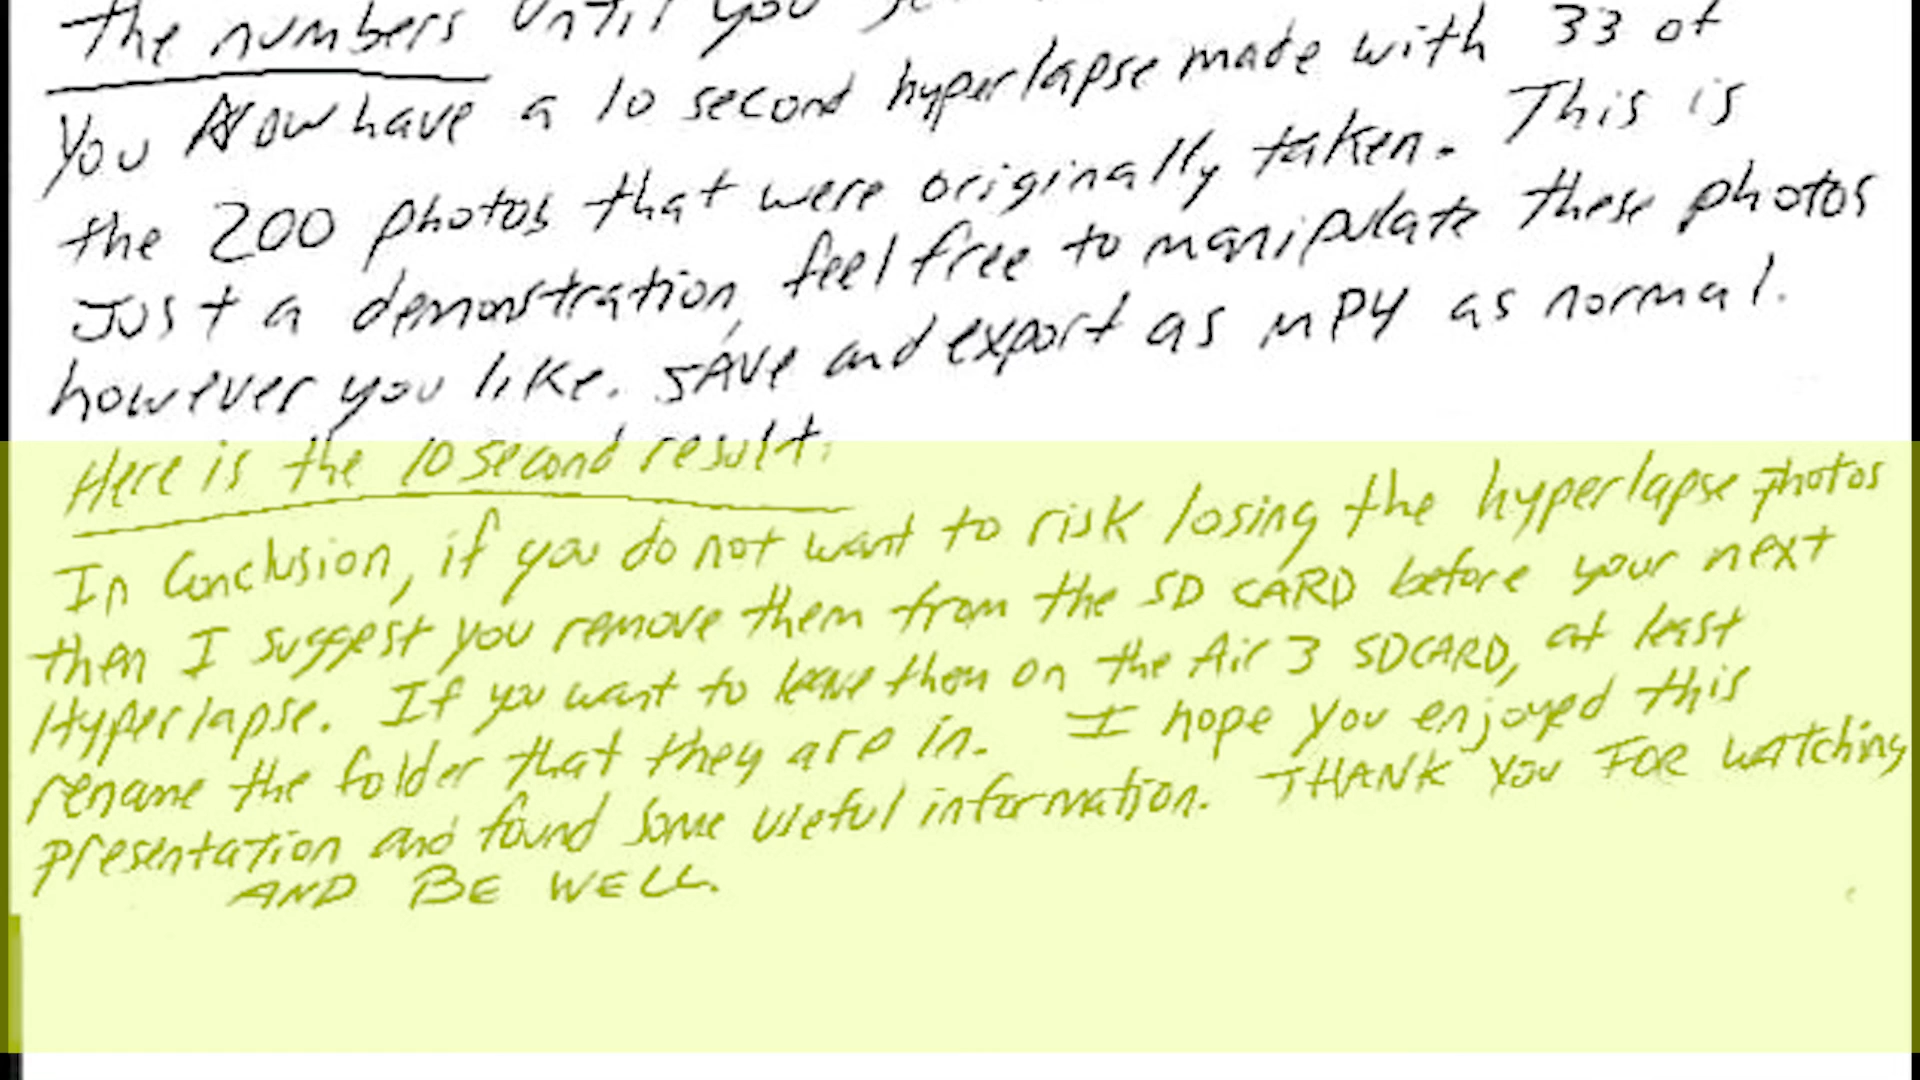 the numbers until you
You Now have a 10 second hyperlapse made with 33 of
the 200 photos that were originally taken. This is
Just a demonstration, feel free to manipulate these photos
however you like. SAVE and export as MP4 as normal.
Here is the 10 second result.
In Conclusion, if you do not want to risk losing the hyperlapse photos
then I suggest you remove them from the SD CARD before your next
Hyperlapse. If you want to leave them on the Air 3 SDCARD, at least
rename the folder that they are in. I hope you enjoyed this
presentation and found some useful information. THANK YOU FOR WATCHING
AND BE WELL.